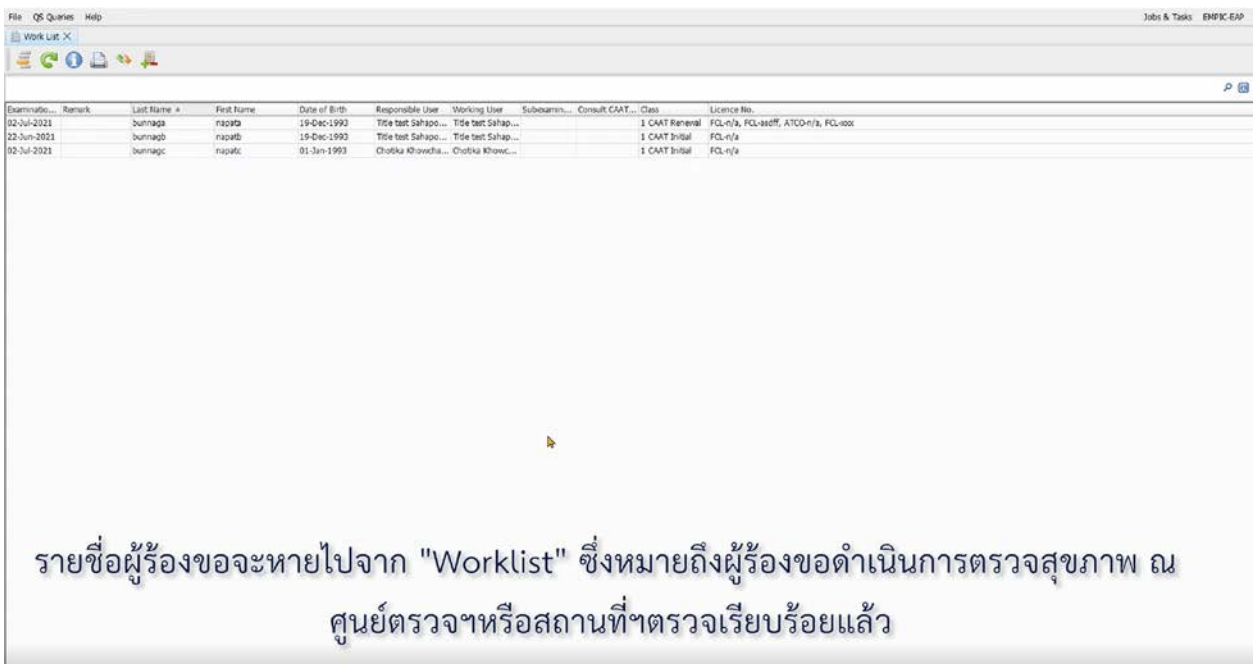 File QS Queries Help Jobs & Tasks EMPIC-EAP
Work List
Examinatio... Remark Last Name First Name Date of Birth Responsible User Working User Subexamin... Consult CAAT... Class Licence No.
02-Jul-2021 bunnaga napata 19-Dec-1993 Title test Sahapo... Title test Sahap... 1 CAAT Renewal FCL-n/a, FCL-asdff, ATCO-n/a, FCL-xxx
22-Jun-2021 bunnagb napatb 19-Dec-1993 Title test Sahapo... Title test Sahap... 1 CAAT Initial FCL-n/a
02-Jul-2021 bunnagc napatc 01-Jan-1993 Chotika Khowcha... Chotika Khowc... 1 CAAT Initial FCL-n/a
รายชื่อผู้ร้องขอจะหายไปจาก "Worklist" ซึ่งหมายถึงผู้ร้องขอดำเนินการตรวจสุขภาพ ณ
ศูนย์ตรวจฯหรือสถานที่ฯตรวจเรียบร้อยแล้ว